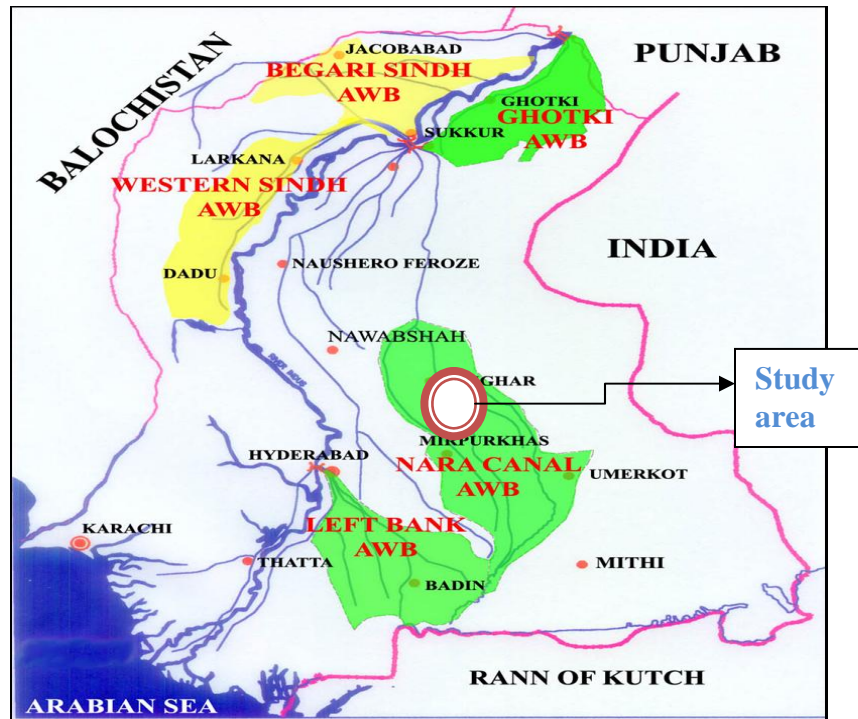 JACOBABAD
PUNJAB
BEGARI SINDH
AWB
BALOCHISTAN
GHOTKI
GHOTKI
AWB
SUKKUR
LARKANA
WESTERN SINDH
AWB
INDIA
DADU
NAUSHERO FEROZE
NAWABSHAH
GHAR
Study
area
MIRPURKHAS
HYDERABAD
NARA CANAL
AWB
UMERKOT
LEFT BANK
AWB
KARACHI
THATTA
BADIN
MITHI
RANN OF KUTCH
ARABIAN SEA